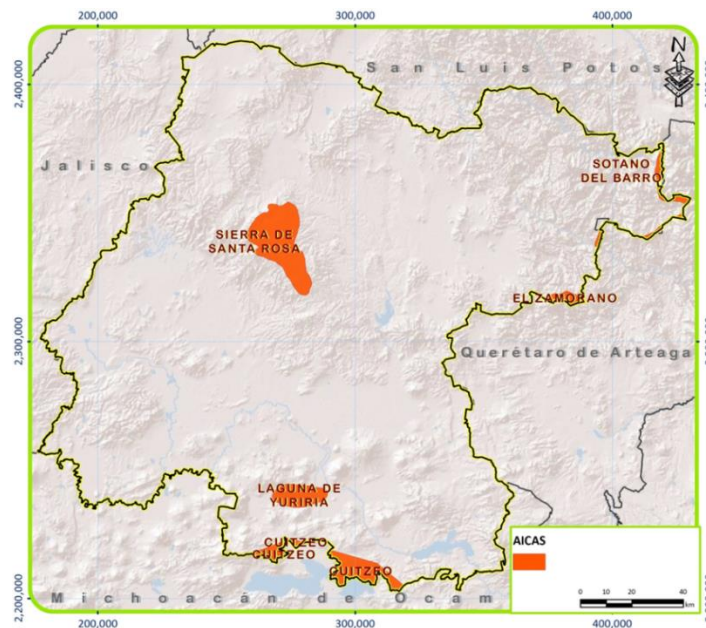 200,000 300,000 400,000
N
San Luis Potos
2,400,000
Jalisco
SOTANO
DEL BARRO
SIERRA DE
SANTA ROSA
EL ZAMORANO
2,300,000
Querétaro de Arteaga
LAGUNA DE
YURIRIA
CUITZEO
CUITZEO
CUITZEO
AICAS
0 10 20 40
KM
2,200,000
Michoacán de Ocam
200,000 300,000 400,000